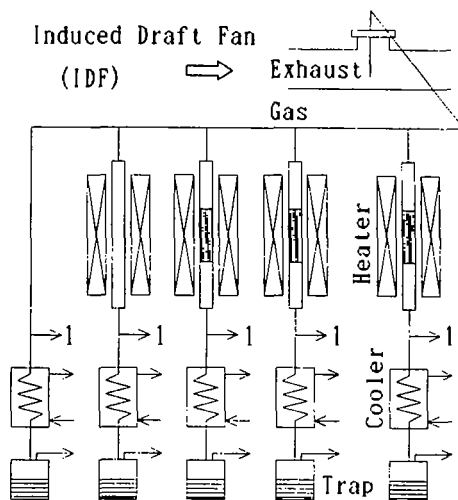 Induced Draft Fan
(IDF)
Exhaust
Gas
Heater
1
1
1
1
1
Cooler
Trap